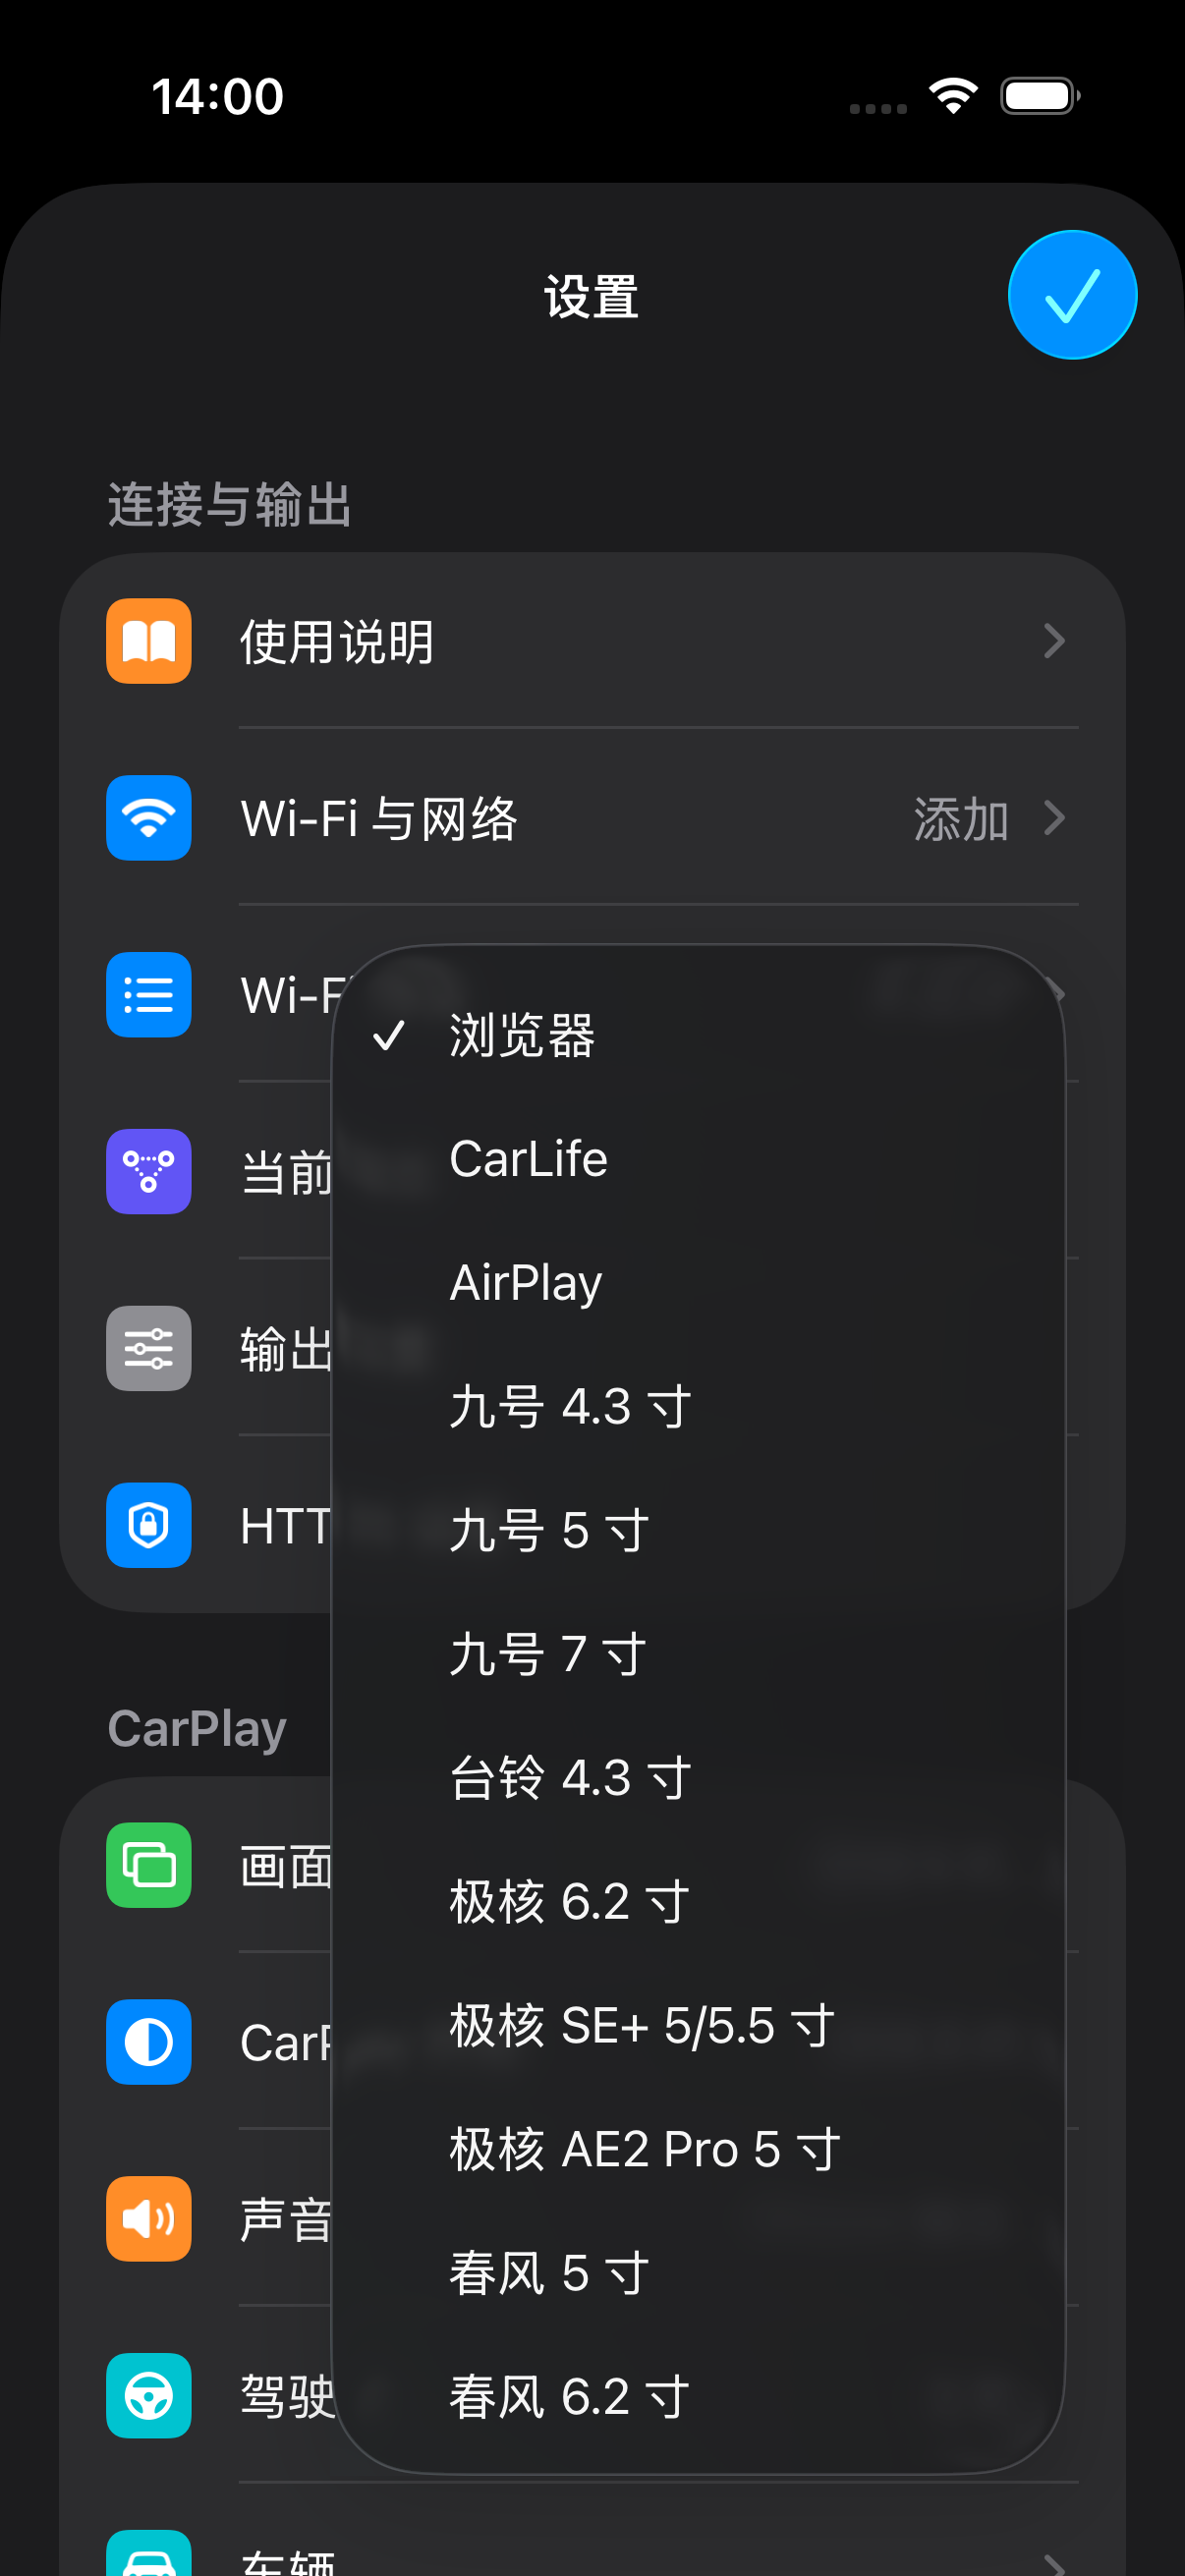 14:00
设置
连接与输出
使用说明
Wi-Fi 与网络
添加
Wi-F
当前
输出
HTT
浏览器
CarLife
AirPlay
九号 4.3 寸
九号 5 寸
九号 7 寸
台铃 4.3 寸
极核 6.2 寸
极核 SE+ 5/5.5 寸
极核 AE2 Pro 5 寸
春风 5 寸
春风 6.2 寸
CarPlay
画面
Car
声音
驾驶
车辆